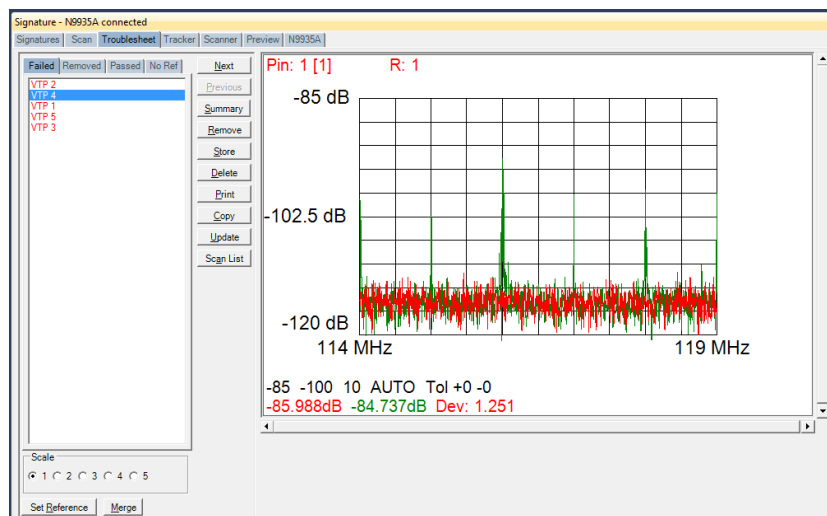 Signature - N9935A connected
Signatures Scan Troublesheet Tracker Scanner Preview N9935A
Failed Removed Passed No Ref
VTP 2
VTP 4
VTP 1
VTP 5
VTP 3
Next
Previous
Summary
Remove
Store
Delete
Print
Copy
Update
Scan List
Pin: 1 [1] R: 1
-85 dB
-102.5 dB
-120 dB
114 MHz 119 MHz
-85 -100 10 AUTO Tol +0 -0
-85.988dB -84.737dB Dev: 1.251
Scale
1 2 3 4 5
Set Reference Merge